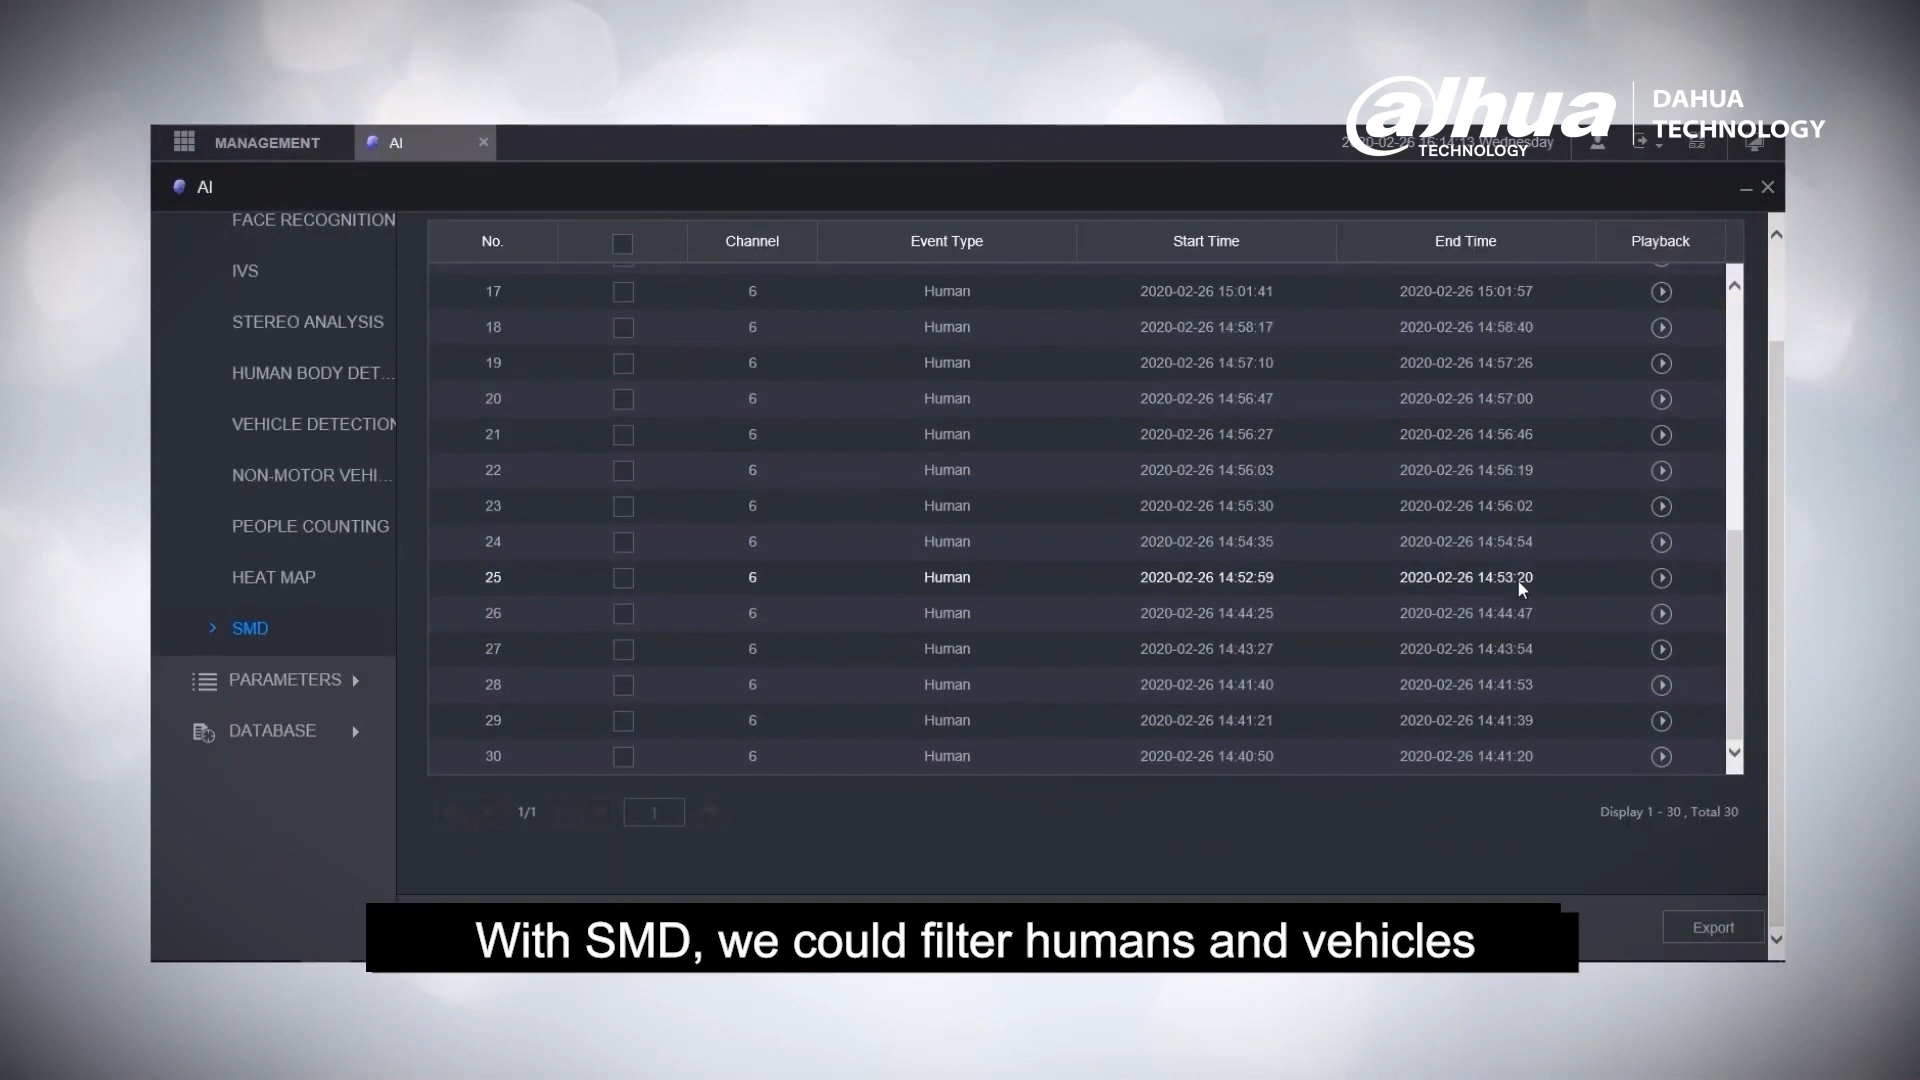 alhua
TECHNOLOGY
DAHUA
TECHNOLOGY
MANAGEMENT AI 2020-02-26 16:14:13 Wednesday
AI
FACE RECOGNITION
IVS
STEREO ANALYSIS
HUMAN BODY DET...
VEHICLE DETECTION
NON-MOTOR VEHI...
PEOPLE COUNTING
HEAT MAP
SMD
PARAMETERS
DATABASE
No. Channel Event Type Start Time End Time Playback
17 6 Human 2020-02-26 15:01:41 2020-02-26 15:01:57
18 6 Human 2020-02-26 14:58:17 2020-02-26 14:58:40
19 6 Human 2020-02-26 14:57:10 2020-02-26 14:57:26
20 6 Human 2020-02-26 14:56:47 2020-02-26 14:57:00
21 6 Human 2020-02-26 14:56:27 2020-02-26 14:56:46
22 6 Human 2020-02-26 14:56:03 2020-02-26 14:56:19
23 6 Human 2020-02-26 14:55:30 2020-02-26 14:56:02
24 6 Human 2020-02-26 14:54:35 2020-02-26 14:54:54
25 6 Human 2020-02-26 14:52:59 2020-02-26 14:53:20
26 6 Human 2020-02-26 14:44:25 2020-02-26 14:44:47
27 6 Human 2020-02-26 14:43:27 2020-02-26 14:43:54
28 6 Human 2020-02-26 14:41:40 2020-02-26 14:41:53
29 6 Human 2020-02-26 14:41:21 2020-02-26 14:41:39
30 6 Human 2020-02-26 14:40:50 2020-02-26 14:41:20
1/1 1 Display 1 - 30 , Total 30
Export
With SMD, we could filter humans and vehicles